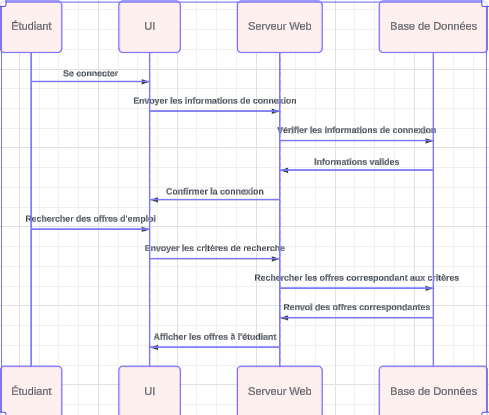 Étudiant UI Serveur Web Base de Données
Se connecter
Envoyer les informations de connexion
Vérifier les informations de connexion
Informations valides
Confirmer la connexion
Rechercher des offres d'emploi
Envoyer les critères de recherche
Rechercher les offres correspondant aux critères
Renvoi des offres correspondantes
Afficher les offres à l'étudiant
Étudiant UI Serveur Web Base de Données